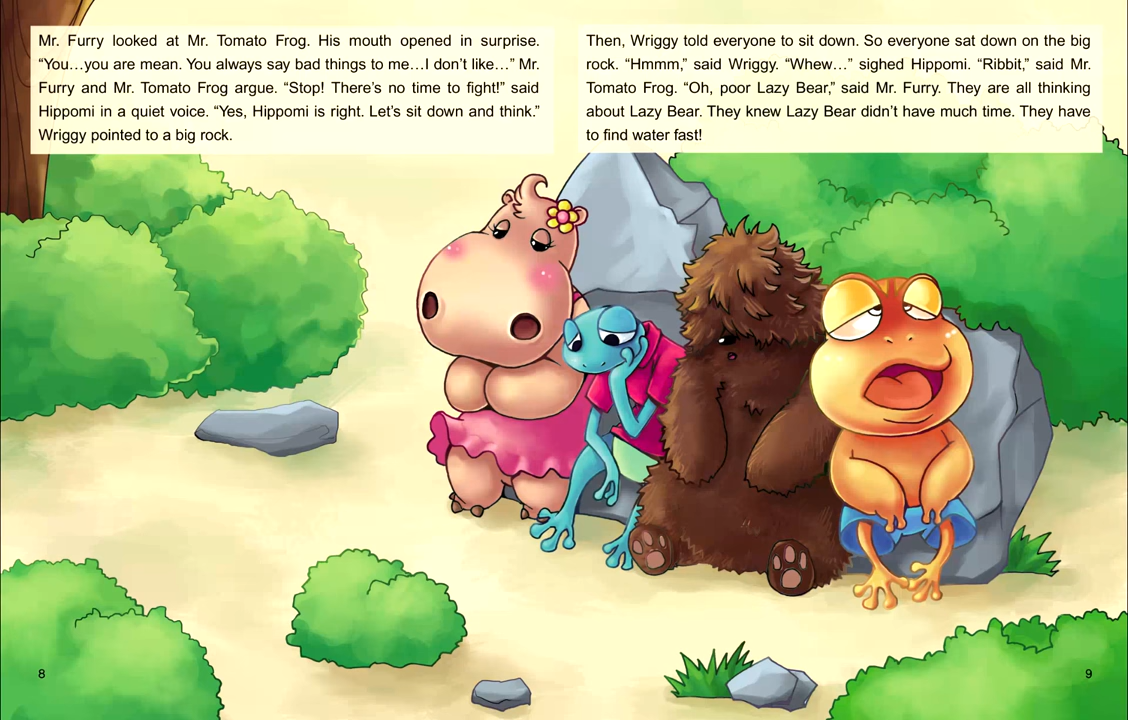 Mr. Furry looked at Mr. Tomato Frog. His mouth opened in surprise.
“You…you are mean. You always say bad things to me…I don’t like…” Mr.
Furry and Mr. Tomato Frog argue. “Stop! There’s no time to fight!” said
Hippomi in a quiet voice. “Yes, Hippomi is right. Let’s sit down and think.”
Wriggy pointed to a big rock.
Then, Wriggy told everyone to sit down. So everyone sat down on the big
rock. “Hmmm,” said Wriggy. “Whew…” sighed Hippomi. “Ribbit,” said Mr.
Tomato Frog. “Oh, poor Lazy Bear,” said Mr. Furry. They are all thinking
about Lazy Bear. They knew Lazy Bear didn’t have much time. They have
to find water fast!
8
9